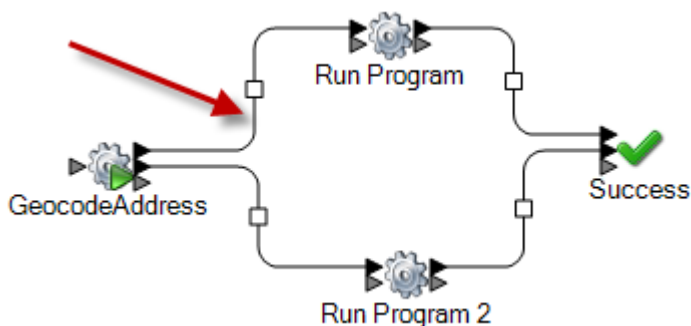 Run Program
GeocodeAddress
Success
Run Program 2